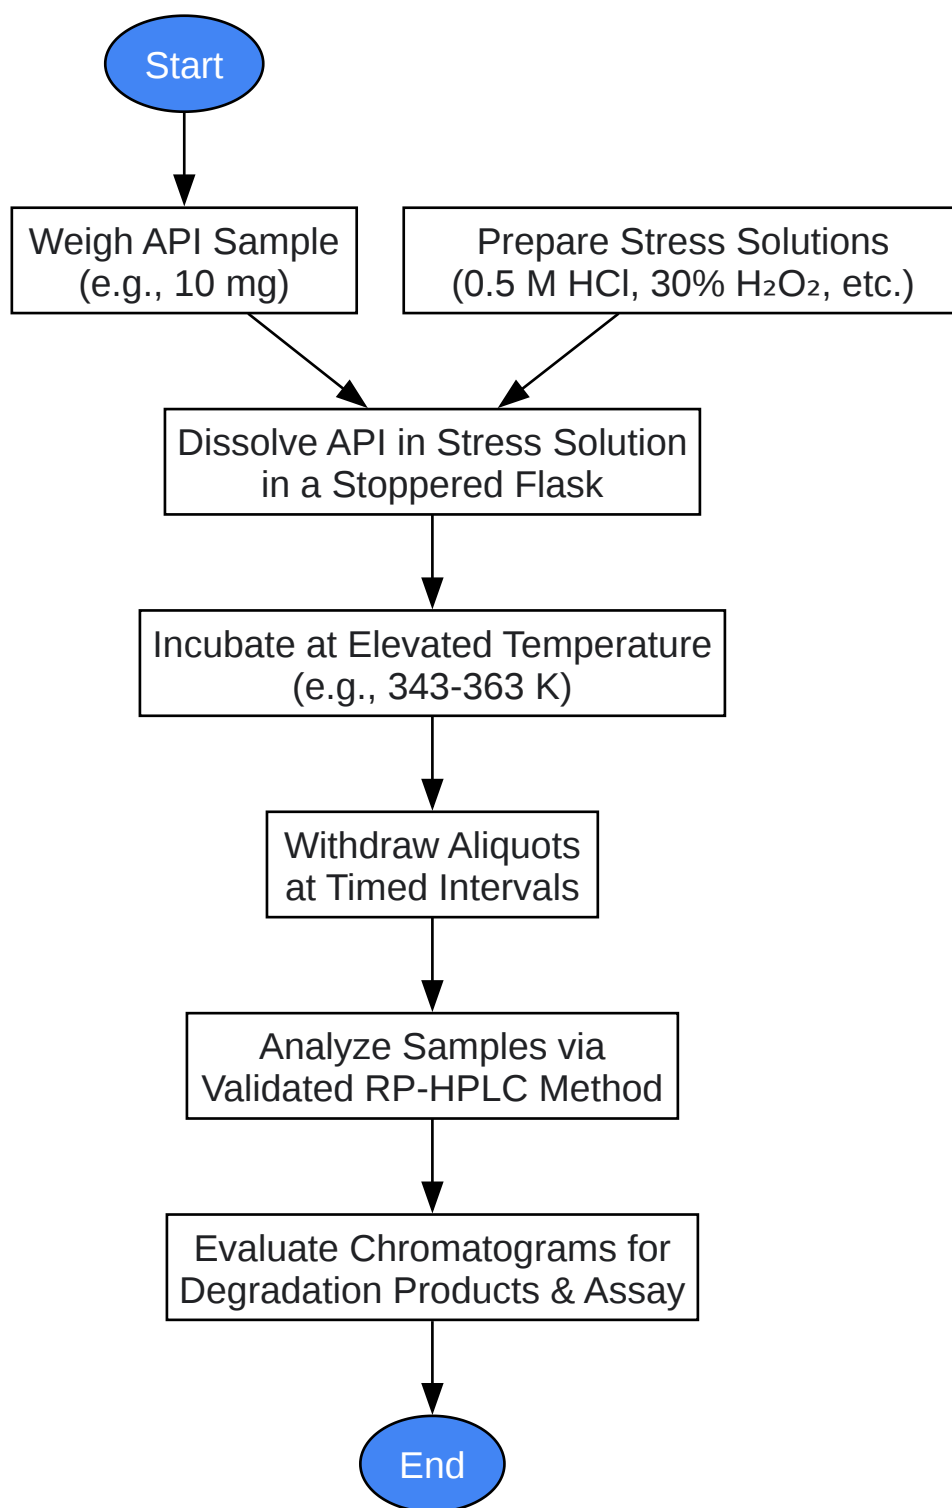 Start
Weigh API Sample
(e.g., 10 mg)
Prepare Stress Solutions
(0.5 M HCl, 30% H₂O₂, etc.)
Dissolve API in Stress Solution
in a Stoppered Flask
Incubate at Elevated Temperature
(e.g., 343-363 K)
Withdraw Aliquots
at Timed Intervals
Analyze Samples via
Validated RP-HPLC Method
Evaluate Chromatograms for
Degradation Products & Assay
End